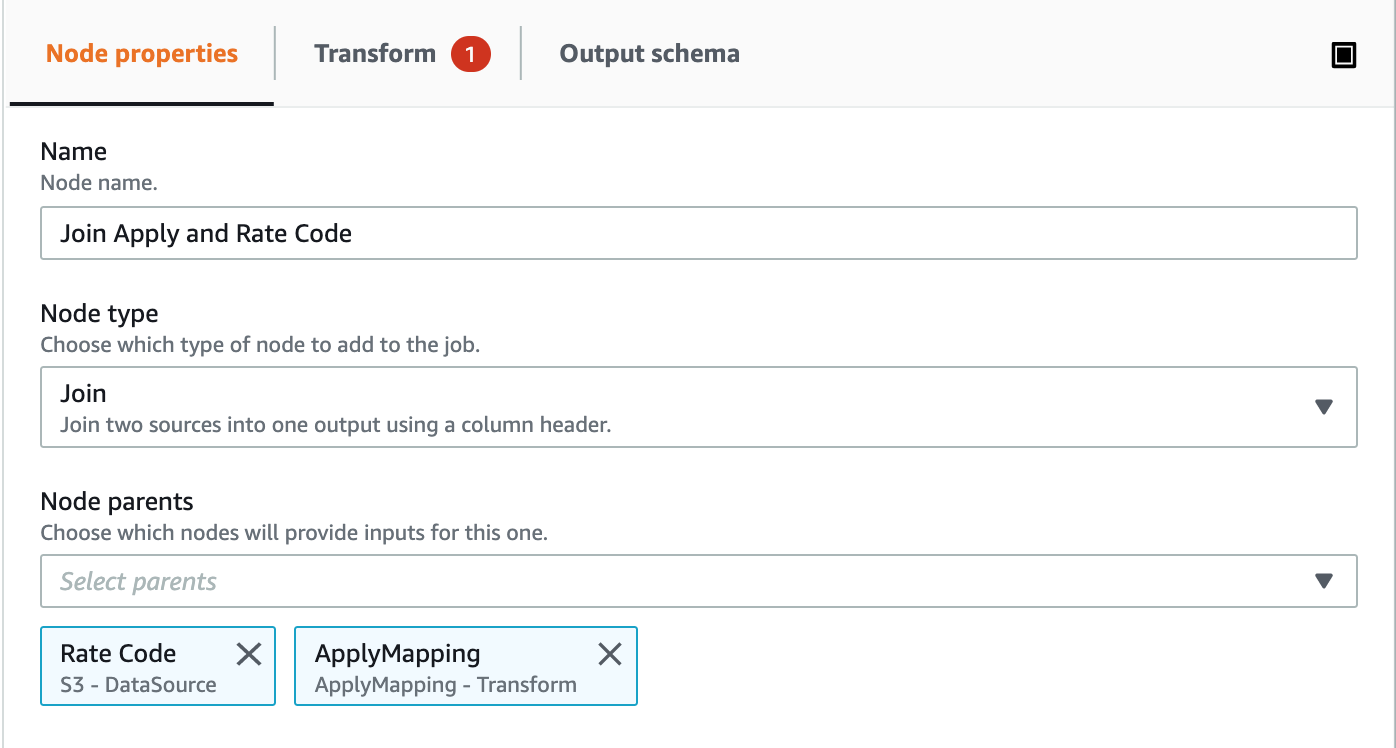 Node properties Transform 1 Output schema
Name
Node name.
Join Apply and Rate Code
Node type
Choose which type of node to add to the job.
Join
Join two sources into one output using a column header.
Node parents
Choose which nodes will provide inputs for this one.
Select parents
Rate Code ApplyMapping
S3 - DataSource ApplyMapping - Transform